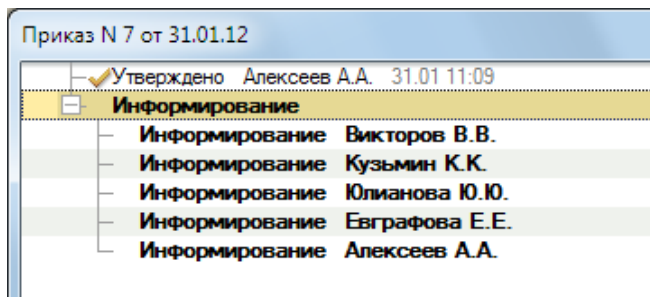 Приказ N 7 от 31.01.12
Утверждено Алексеев А.А. 31.01 11:09
Информирование
Информирование Викторов В.В.
Информирование Кузьмин К.К.
Информирование Юлианова Ю.Ю.
Информирование Евграфова Е.Е.
Информирование Алексеев А.А.